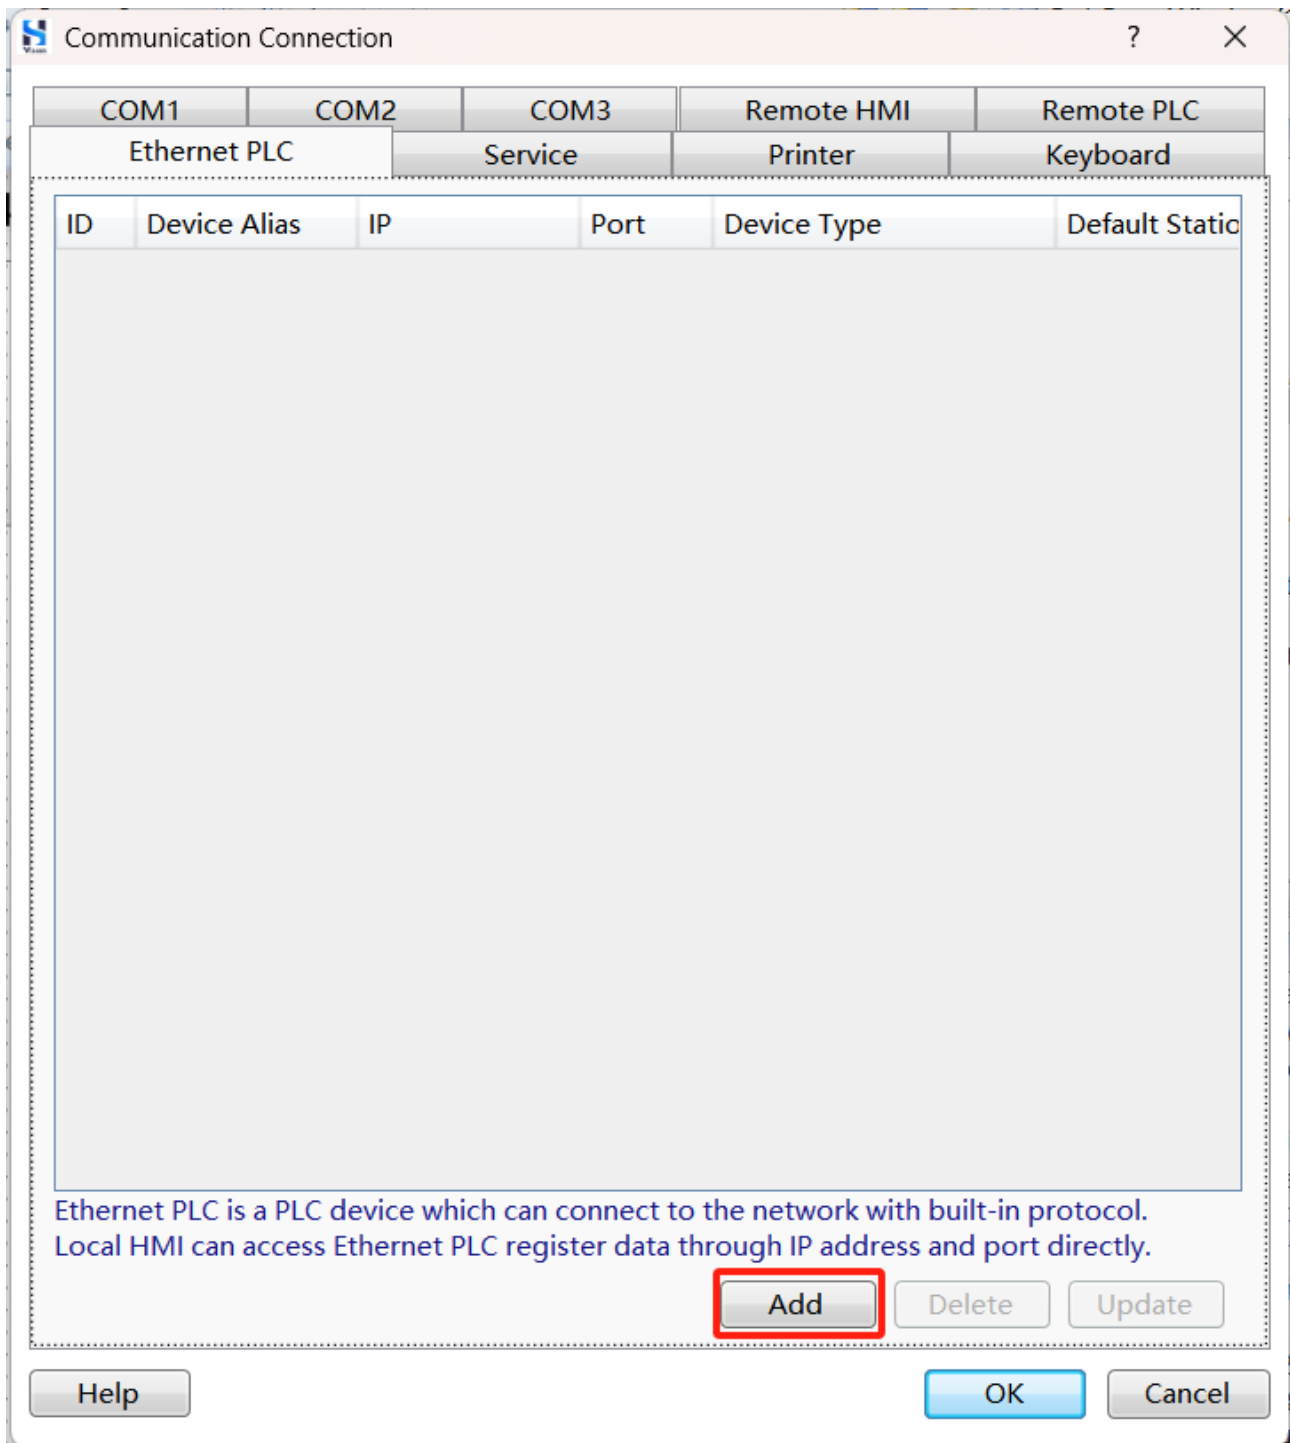 Communication Connection ?
COM1 COM2 COM3 Remote HMI Remote PLC
Ethernet PLC Service Printer Keyboard
ID Device Alias IP Port Device Type Default Statio
Ethernet PLC is a PLC device which can connect to the network with built-in protocol.
Local HMI can access Ethernet PLC register data through IP address and port directly.
Add Delete Update
Help OK Cancel